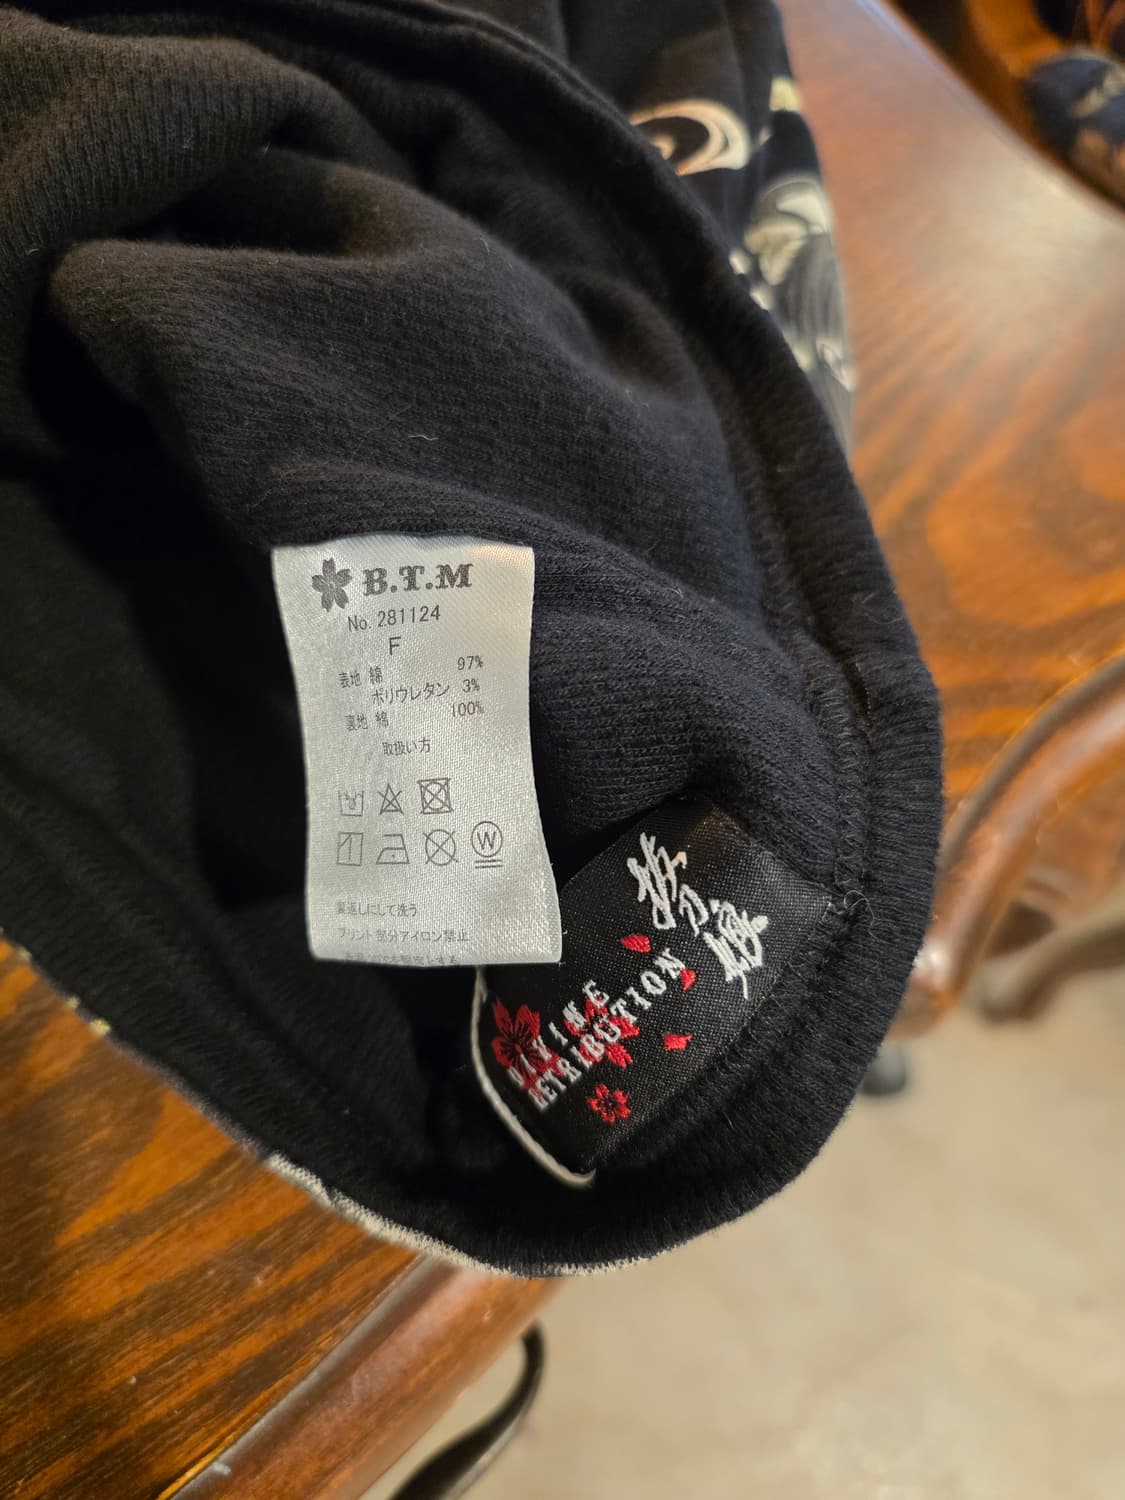 B.T.M
No. 281124
F
表地 綿 97%
ポリウレタン 3%
裏地 綿 100%
取扱い方
W
裏返しにして洗う
プリント部分アイロン禁止
DIVINE
RETRIBUTION